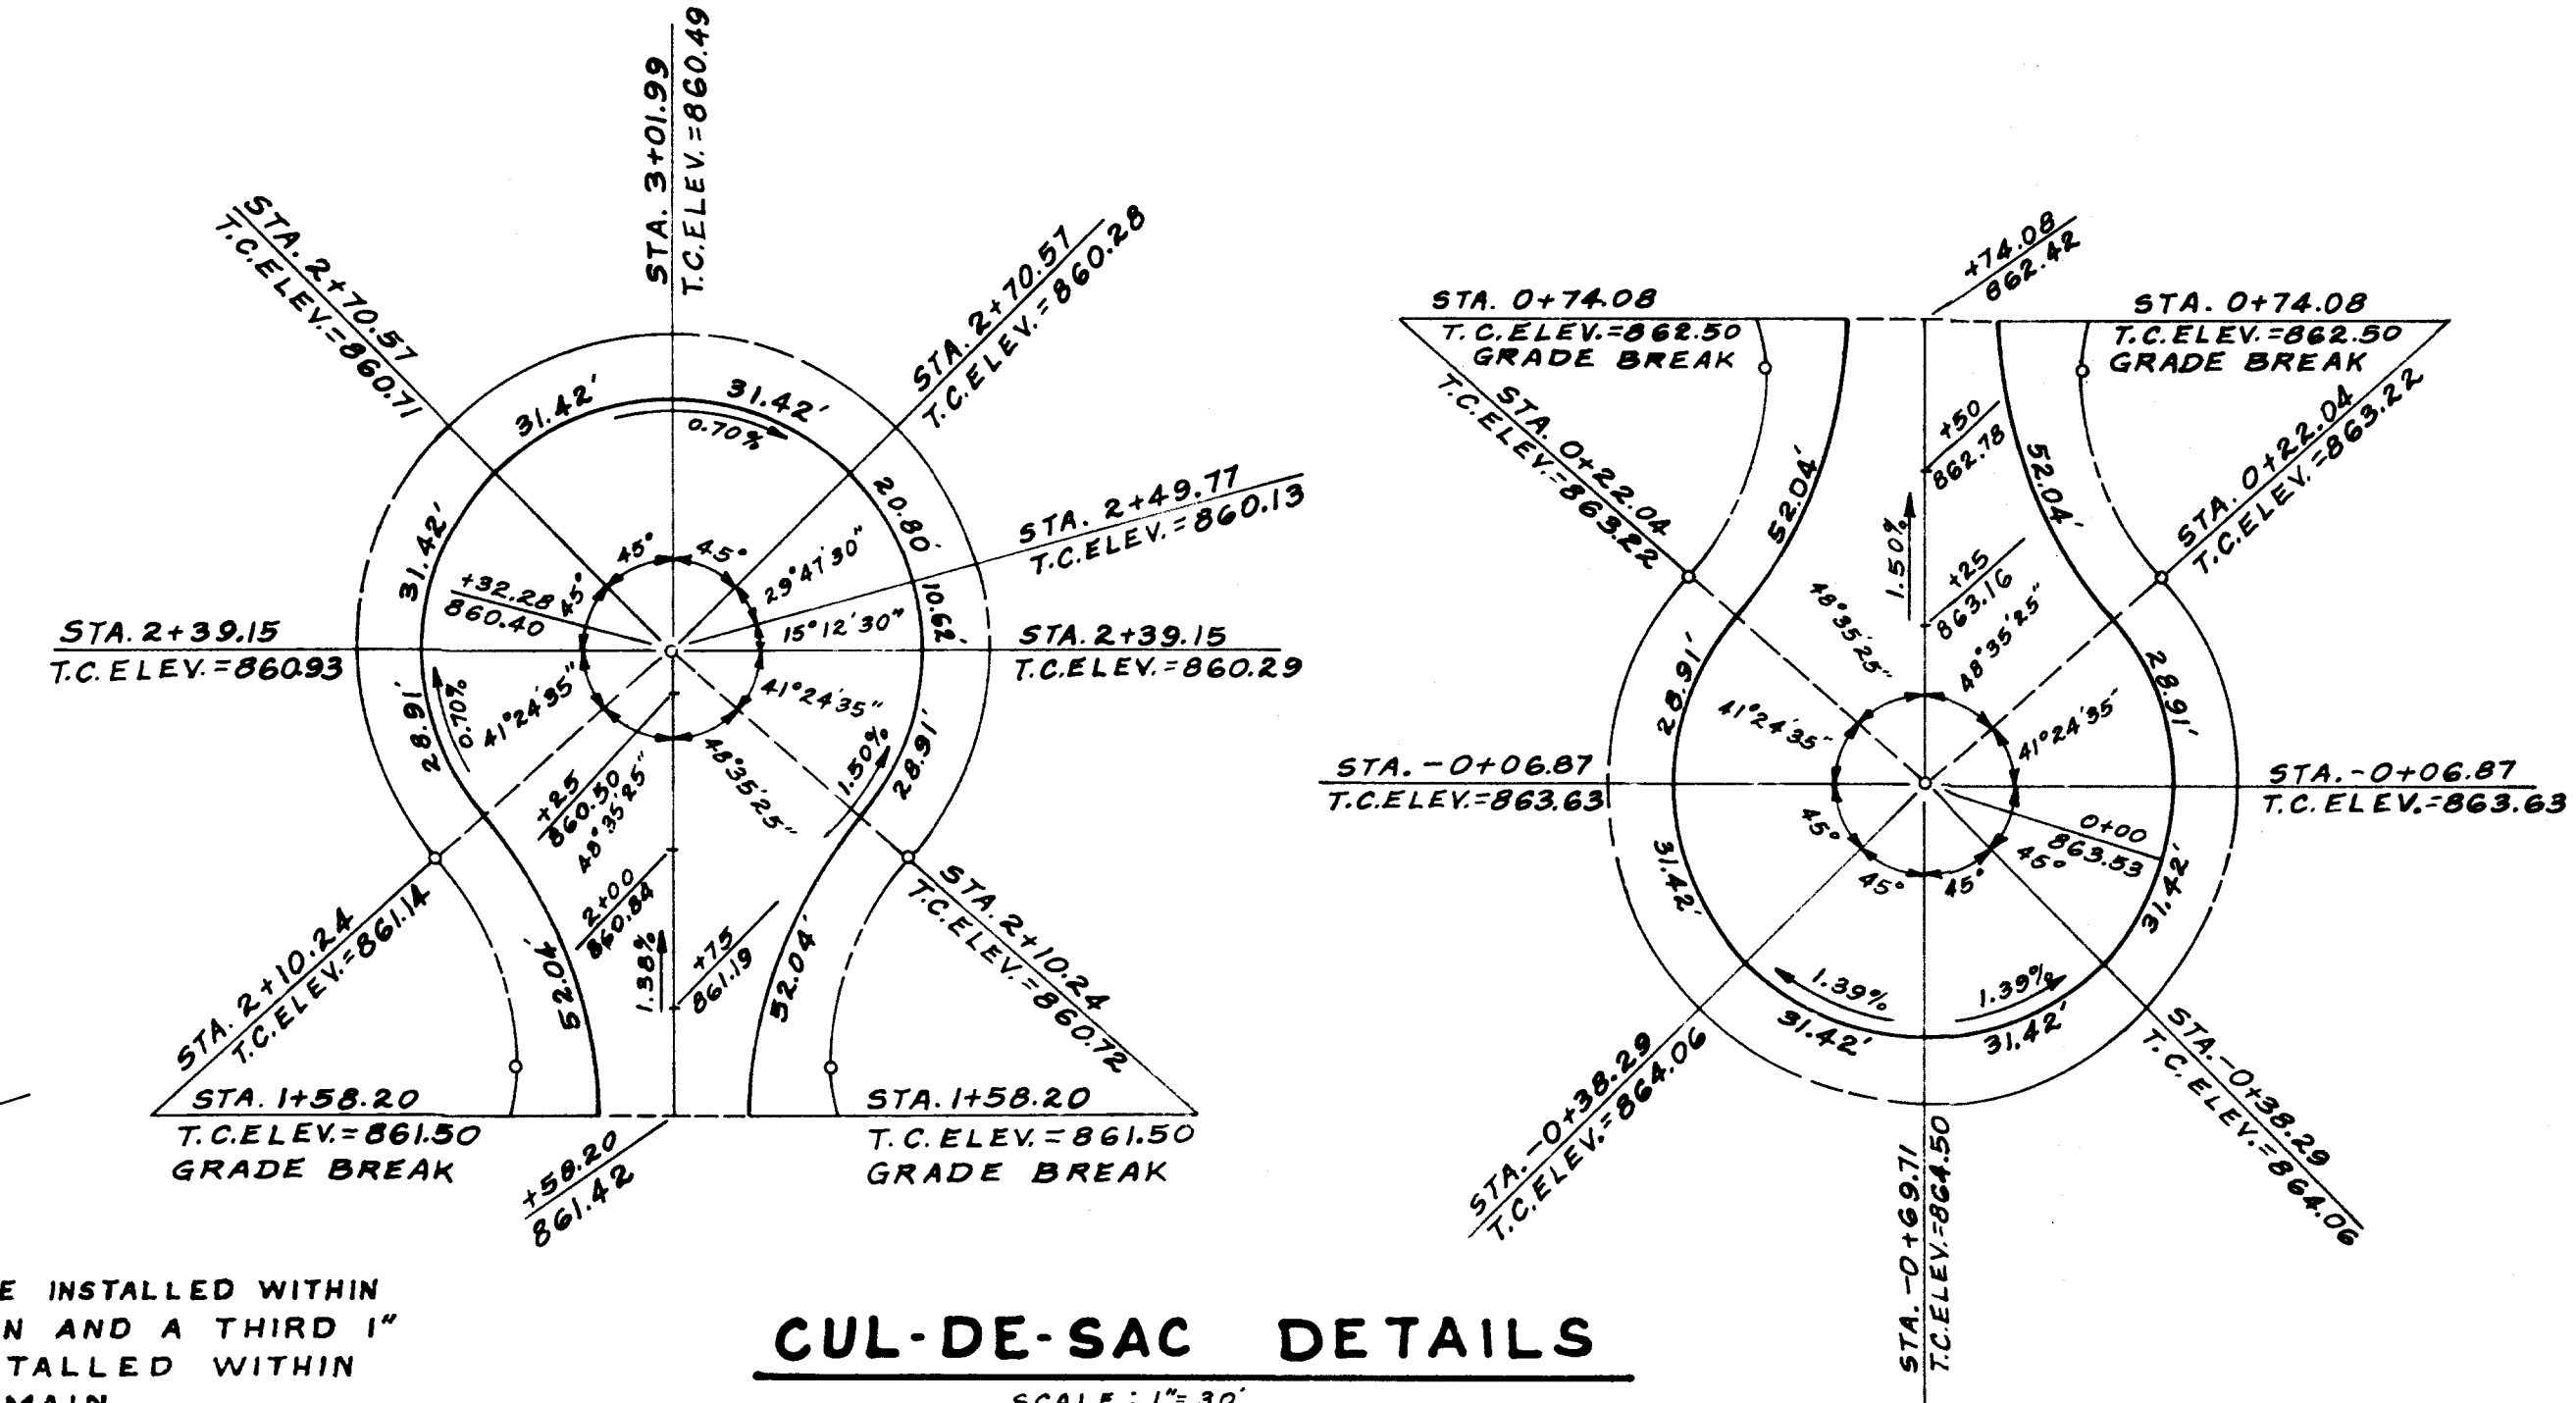 STA. 3+01.99
T.C.ELEV.=860.49
STA. 2+70.57
T.C.ELEV.=860.71
STA. 2+70.57
T.C.ELEV.=860.28
31.42'
31.42'
0.70%
31.42'
20.80'
STA. 2+49.77
T.C.ELEV.=860.13
45°
45°
45°
29°47'30"
15°12'30"
10.62'
+32.28
860.40
STA. 2+39.15
T.C.ELEV.=860.93
STA. 2+39.15
T.C.ELEV.=860.29
28.91'
0.70%
41°24'35"
41°24'35"
48°35'25"
1.50%
28.91'
+25
860.50
48°35'25"
2+00
860.84
1.38%
+75
861.19
52.04'
52.04'
STA. 2+10.24
T.C.ELEV.=861.14
STA. 2+10.24
T.C.ELEV.=860.72
STA. 1+58.20
T.C.ELEV.=861.50
GRADE BREAK
STA. 1+58.20
T.C.ELEV.=861.50
GRADE BREAK
+58.20
861.42
+74.08
862.42
STA. 0+74.08
T.C.ELEV.=862.50
GRADE BREAK
STA. 0+74.08
T.C.ELEV.=862.50
GRADE BREAK
STA. 0+22.04
T.C.ELEV.=863.22
STA. 0+22.04
T.C.ELEV.=863.22
52.04'
52.04'
+50
862.78
1.50%
+25
863.16
48°35'25"
48°35'25"
28.91'
28.91'
41°24'35"
41°24'35"
STA. -0+06.87
T.C.ELEV.=863.63
STA. -0+06.87
T.C.ELEV.=863.63
0+00
863.53
45°
45°
45°
45°
31.42'
31.42'
1.39%
1.39%
31.42'
31.42'
STA. -0+38.29
T.C.ELEV.=864.06
STA. -0+38.29
T.C.ELEV.=864.06
STA. -0+69.71
T.C.ELEV.=864.50
E INSTALLED WITHIN
N AND A THIRD 1"
TALLED WITHIN
MAIN
CUL-DE-SAC DETAILS
SCALE: 1"=30'